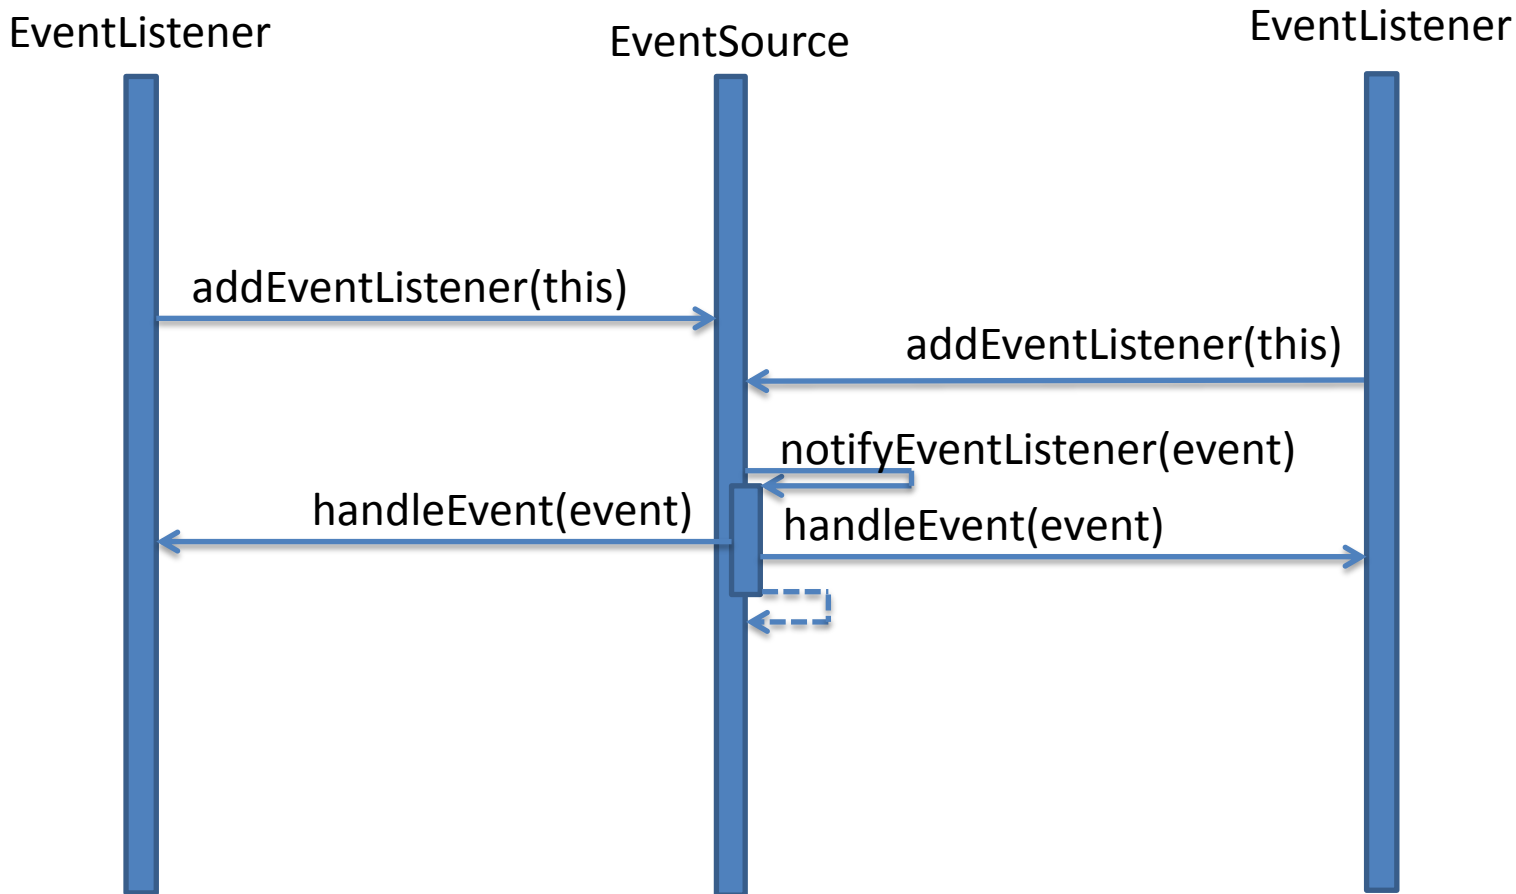 EventListener
EventSource
EventListener
addEventListener(this)
addEventListener(this)
notifyEventListener(event)
handleEvent(event)
handleEvent(event)